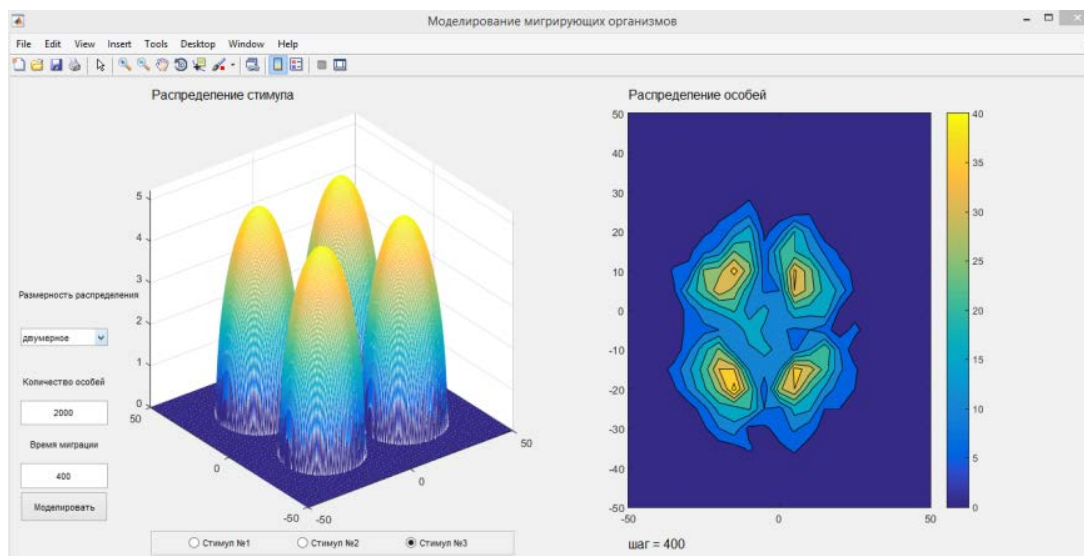 Моделирование мигрирующих организмов
File Edit View Insert Tools Desktop Window Help
Распределение стимула
5
4
3
2
1
0
50
0
-50
-50
0
50
Размерность распределения
двумерное
Количество особей
2000
Время миграции
400
Моделировать
Стимул №1 Стимул №2 Стимул №3
Распределение особей
50
40
30
20
10
0
-10
-20
-30
-40
-50
-50 0 50
40
35
30
25
20
15
10
5
0
шаг = 400